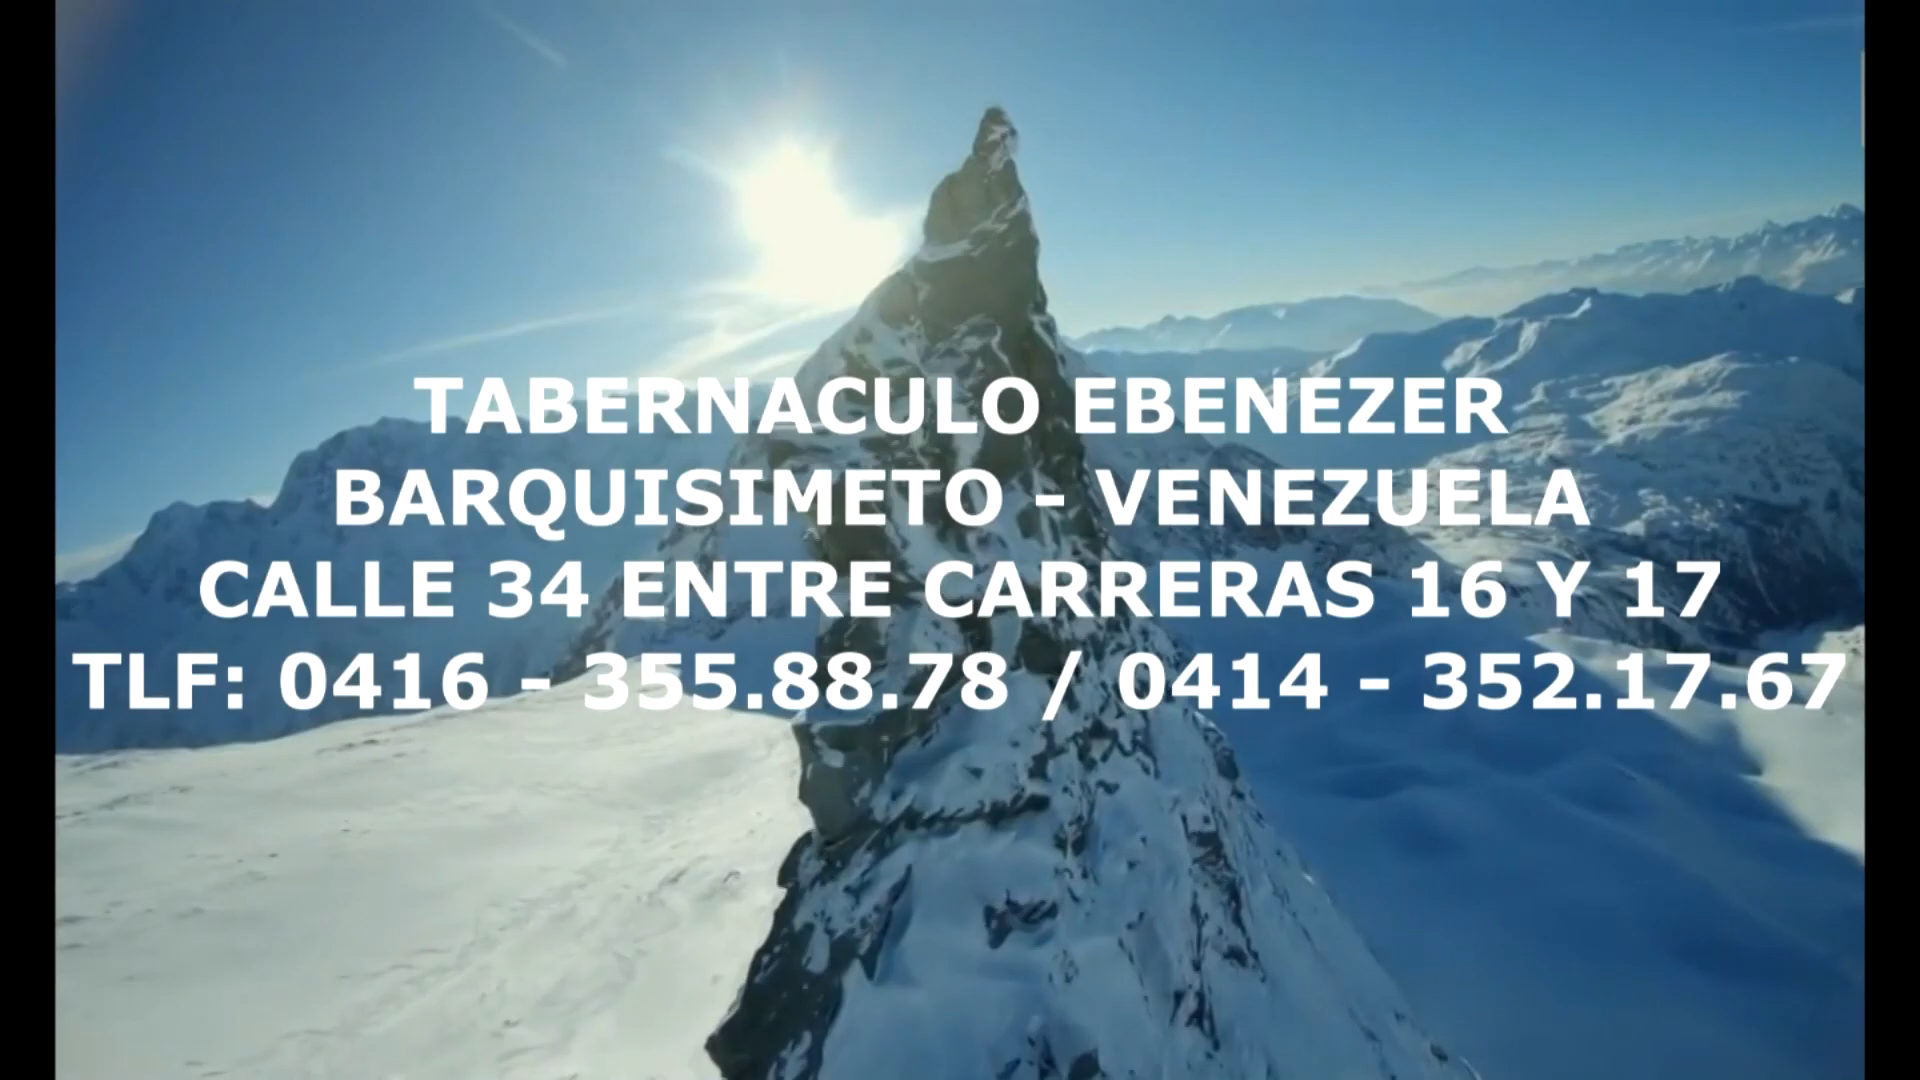 TABERNACULO EBENEZER
BARQUISIMETO - VENEZUELA
CALLE 34 ENTRE CARRERAS 16 Y 17
TLF: 0416 - 355.88.78 / 0414 - 352.17.67